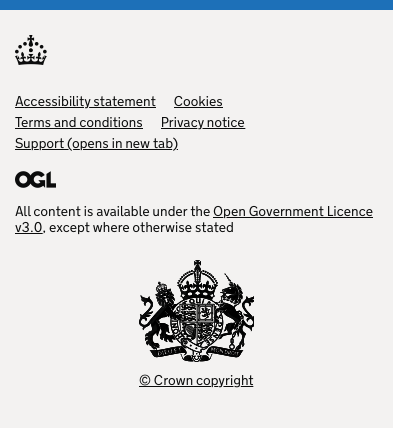 Accessibility statement Cookies
Terms and conditions Privacy notice
Support (opens in new tab)
OGL
All content is available under the Open Government Licence
v3.0, except where otherwise stated
© Crown copyright